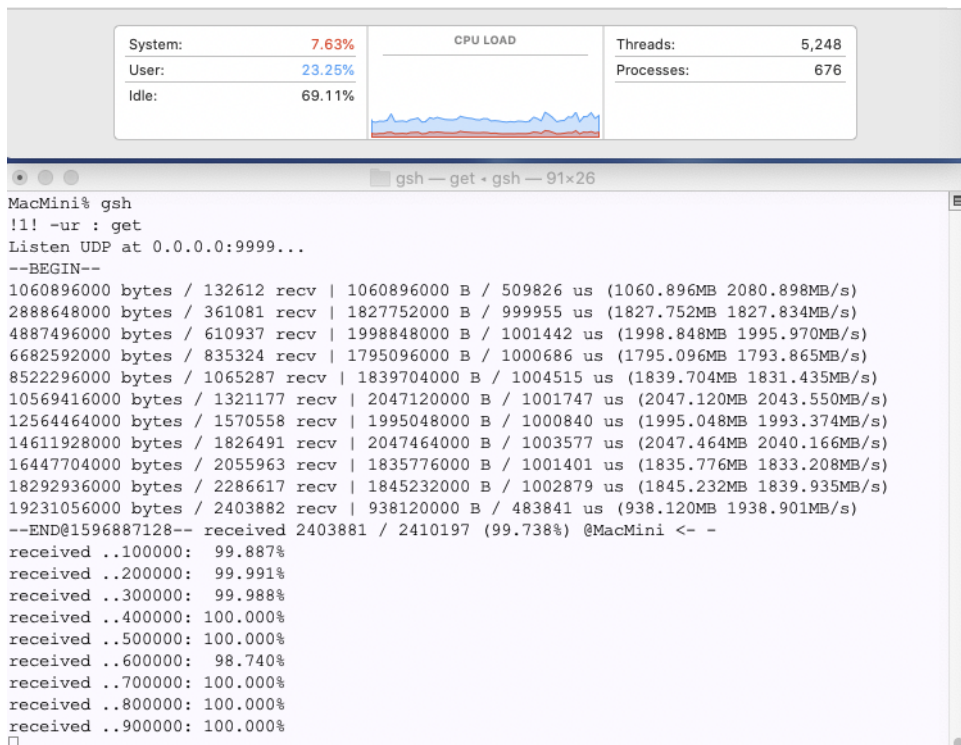 System: 7.63%
User: 23.25%
Idle: 69.11%
CPU LOAD
Threads: 5,248
Processes: 676
gsh — get ◂ gsh — 91×26
MacMini% gsh
!1! -ur : get
Listen UDP at 0.0.0.0:9999...
--BEGIN--
1060896000 bytes / 132612 recv | 1060896000 B / 509826 us (1060.896MB 2080.898MB/s)
2888648000 bytes / 361081 recv | 1827752000 B / 999955 us (1827.752MB 1827.834MB/s)
4887496000 bytes / 610937 recv | 1998848000 B / 1001442 us (1998.848MB 1995.970MB/s)
6682592000 bytes / 835324 recv | 1795096000 B / 1000686 us (1795.096MB 1793.865MB/s)
8522296000 bytes / 1065287 recv | 1839704000 B / 1004515 us (1839.704MB 1831.435MB/s)
10569416000 bytes / 1321177 recv | 2047120000 B / 1001747 us (2047.120MB 2043.550MB/s)
12564464000 bytes / 1570558 recv | 1995048000 B / 1000840 us (1995.048MB 1993.374MB/s)
14611928000 bytes / 1826491 recv | 2047464000 B / 1003577 us (2047.464MB 2040.166MB/s)
16447704000 bytes / 2055963 recv | 1835776000 B / 1001401 us (1835.776MB 1833.208MB/s)
18292936000 bytes / 2286617 recv | 1845232000 B / 1002879 us (1845.232MB 1839.935MB/s)
19231056000 bytes / 2403882 recv | 938120000 B / 483841 us (938.120MB 1938.901MB/s)
--END@1596887128-- received 2403881 / 2410197 (99.738%) @MacMini <- -
received ..100000:  99.887%
received ..200000:  99.991%
received ..300000:  99.988%
received ..400000: 100.000%
received ..500000: 100.000%
received ..600000:  98.740%
received ..700000: 100.000%
received ..800000: 100.000%
received ..900000: 100.000%